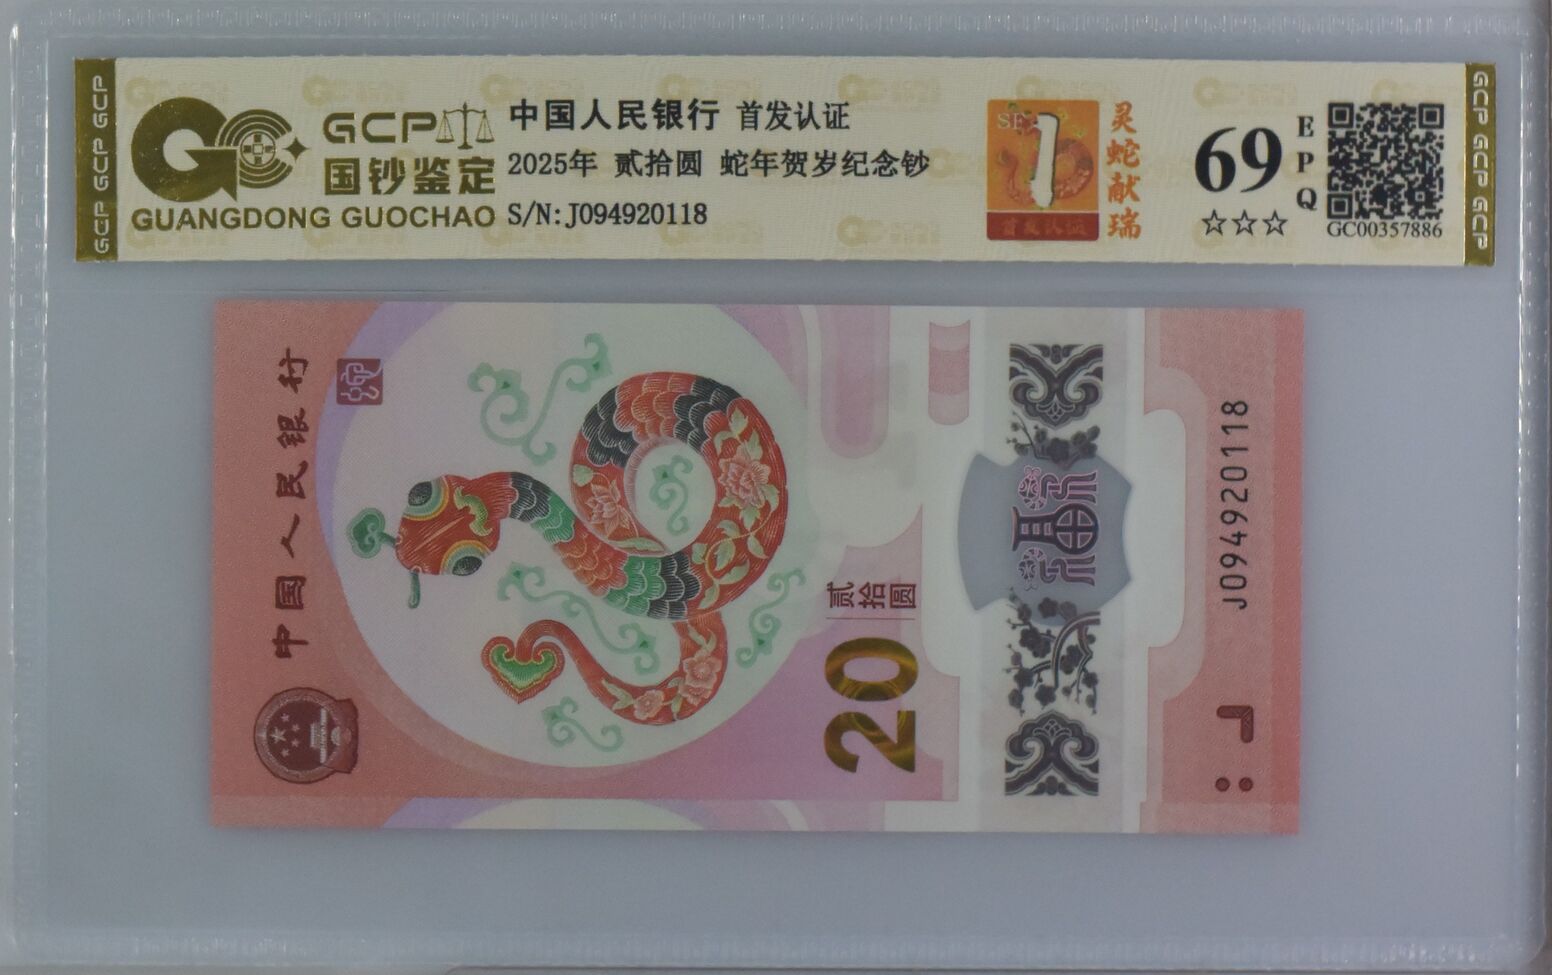 GCP GCP GCP
GCP
国钞鉴定
GUANGDONG GUOCHAO
中国人民银行 首发认证
2025年 贰拾圆 蛇年贺岁纪念钞
S/N:J094920118
1
首发认证
灵蛇献瑞
69
EPQ
☆☆☆
GC00357886
GCP GCP GCP
中国人民银行
20
贰拾圆
福
J094920118